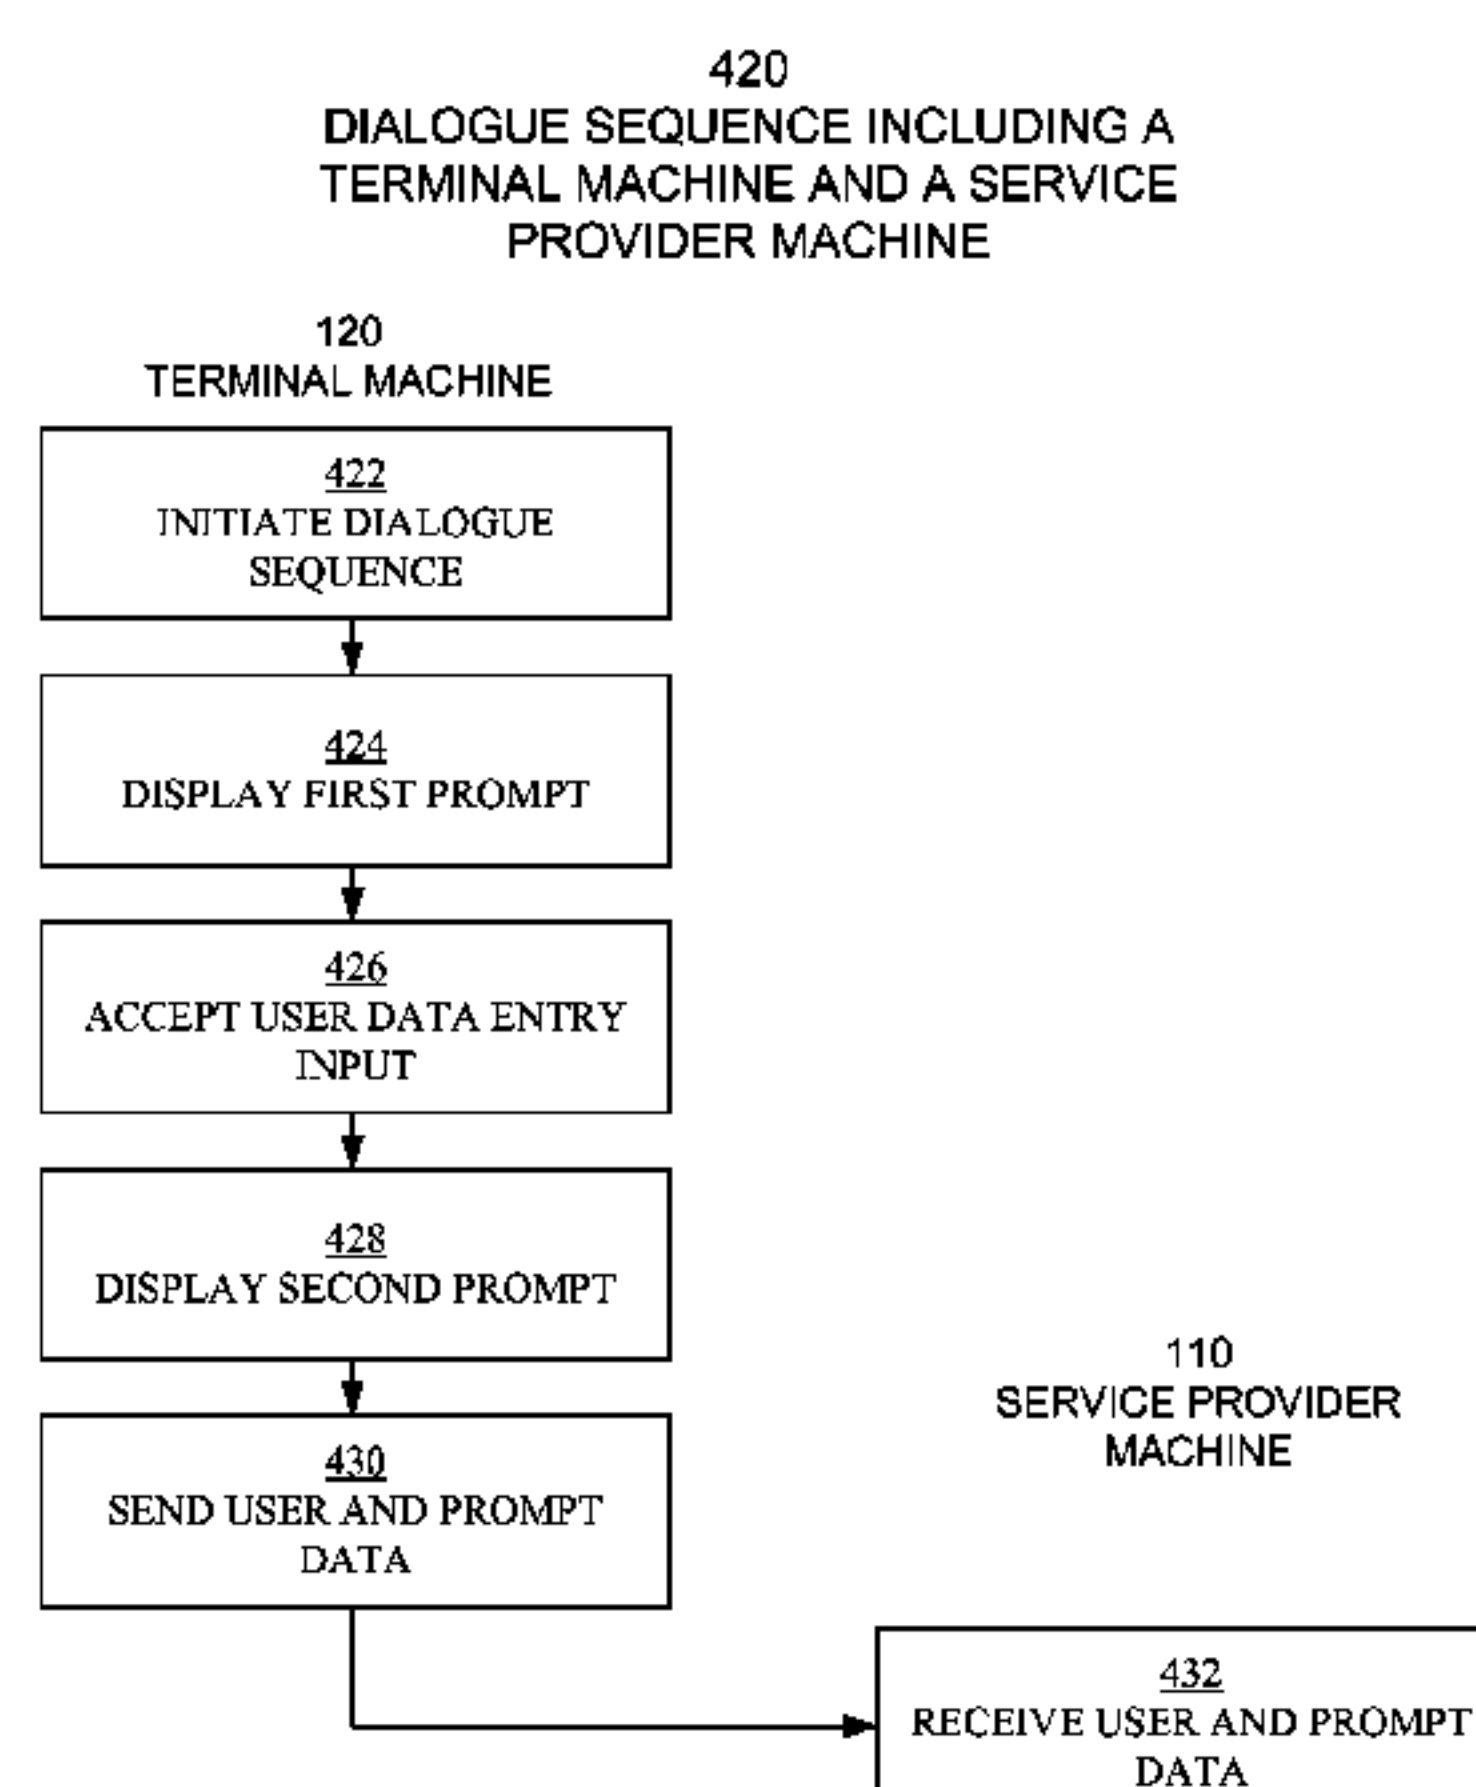 420
DIALOGUE SEQUENCE INCLUDING A
TERMINAL MACHINE AND A SERVICE
PROVIDER MACHINE
120
TERMINAL MACHINE
422
INITIATE DIALOGUE
SEQUENCE
424
DISPLAY FIRST PROMPT
426
ACCEPT USER DATA ENTRY
INPUT
428
DISPLAY SECOND PROMPT
430
SEND USER AND PROMPT
DATA
110
SERVICE PROVIDER
MACHINE
432
RECEIVE USER AND PROMPT
DATA